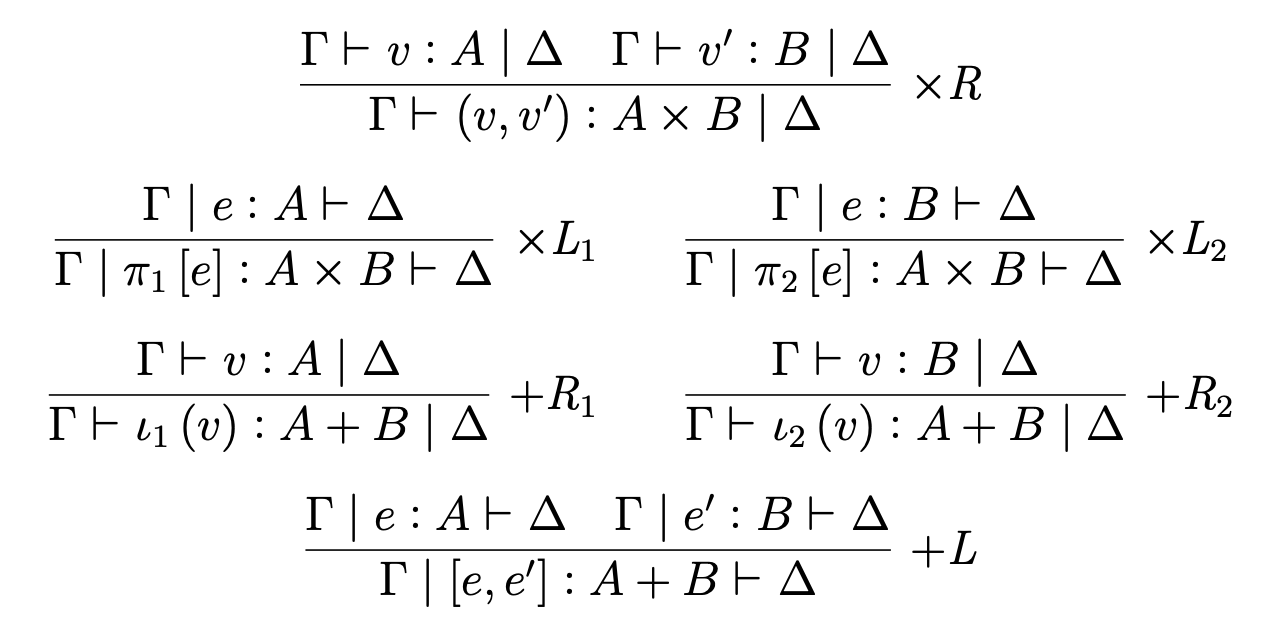 Γ ⊢ v : A | Δ Γ ⊢ v′ : B | Δ
Γ ⊢ (v, v′) : A × B | Δ ×R
Γ | e : A ⊢ Δ
Γ | π₁ [e] : A × B ⊢ Δ ×L₁
Γ | e : B ⊢ Δ
Γ | π₂ [e] : A × B ⊢ Δ ×L₂
Γ ⊢ v : A | Δ
Γ ⊢ ι₁ (v) : A + B | Δ +R₁
Γ ⊢ v : B | Δ
Γ ⊢ ι₂ (v) : A + B | Δ +R₂
Γ | e : A ⊢ Δ Γ | e′ : B ⊢ Δ
Γ | [e, e′] : A + B ⊢ Δ +L